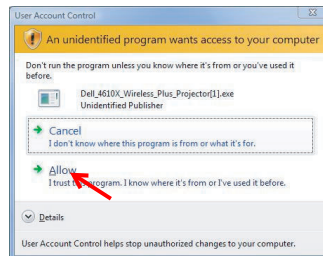 User Account Control
An unidentified program wants access to your computer
Don't run the program unless you know where it's from or you've used it
before.
Dell_4610X_Wireless_Plus_Projector[1].exe
Unidentified Publisher
Cancel
I don't know where this program is from or what it's for.
Allow
I trust this program. I know where it's from or I've used it before.
Details
User Account Control helps stop unauthorized changes to your computer.